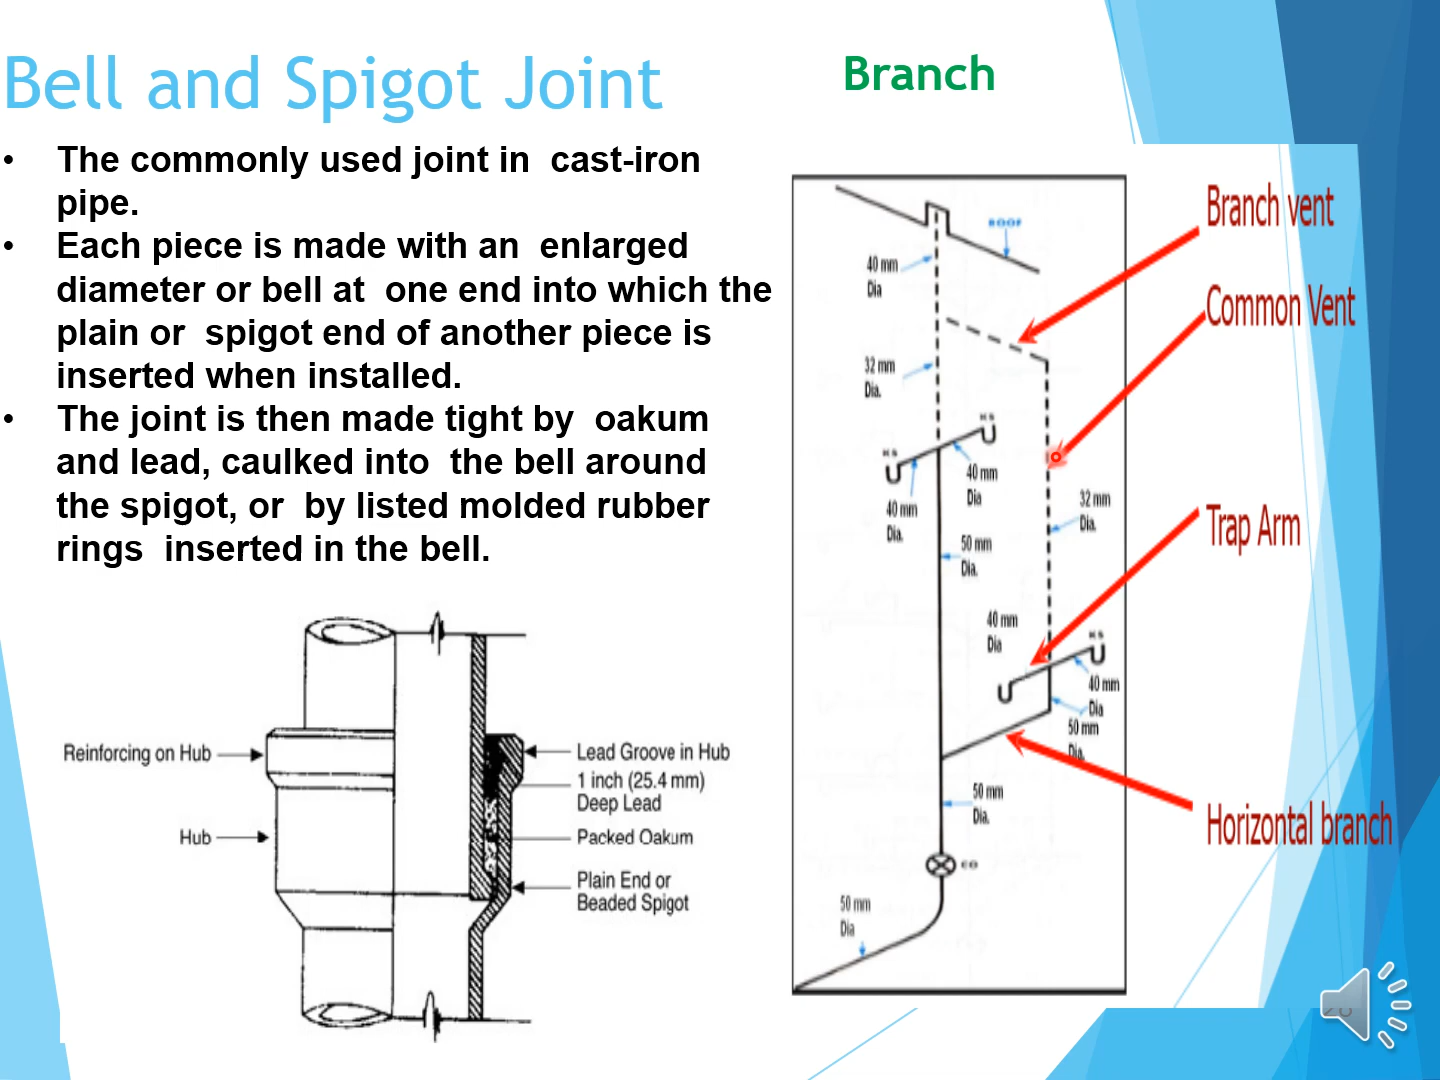 Bell and Spigot Joint
• The commonly used joint in cast-iron
pipe.
• Each piece is made with an enlarged
diameter or bell at one end into which the
plain or spigot end of another piece is
inserted when installed.
• The joint is then made tight by oakum
and lead, caulked into the bell around
the spigot, or by listed molded rubber
rings inserted in the bell.
Reinforcing on Hub
Hub
Lead Groove in Hub
1 inch (25.4 mm)
Deep Lead
Packed Oakum
Plain End or
Beaded Spigot
Branch
ROOF
40 mm
Dia
32 mm
Dia.
KS
KS
40 mm
Dia
40 mm
Dia.
50 mm
Dia.
32 mm
Dia.
40 mm
Dia
KS
40 mm
Dia
50 mm
Dia.
50 mm
Dia.
CO
50 mm
Dia
Branch vent
Common Vent
Trap Arm
Horizontal branch